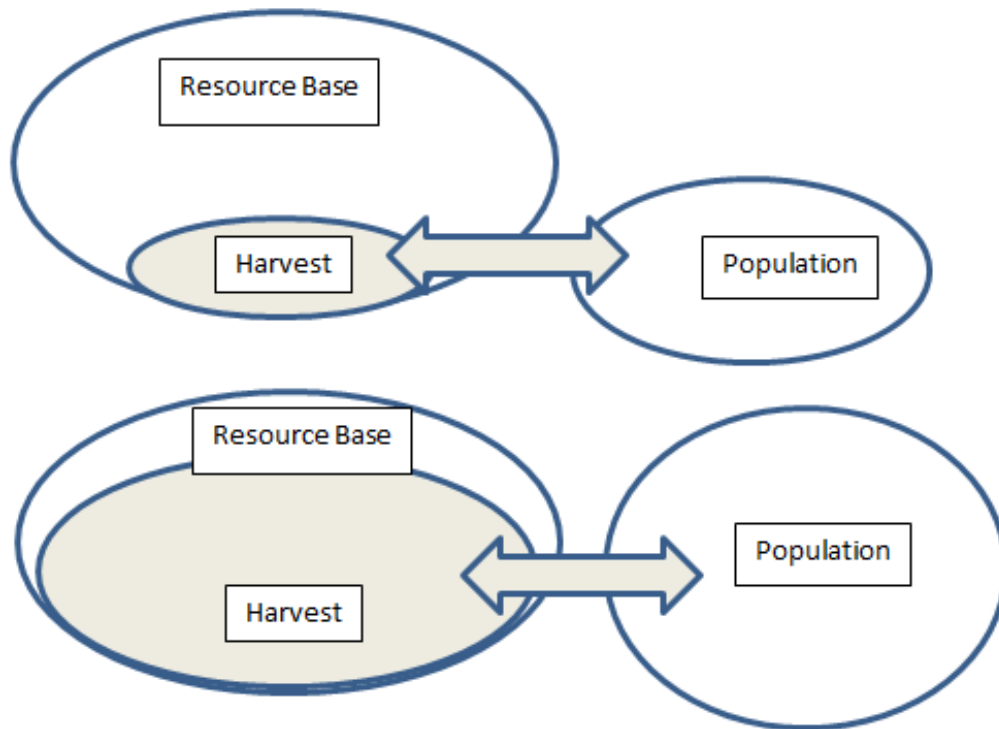 Resource Base
Harvest
Population
Resource Base
Population
Harvest